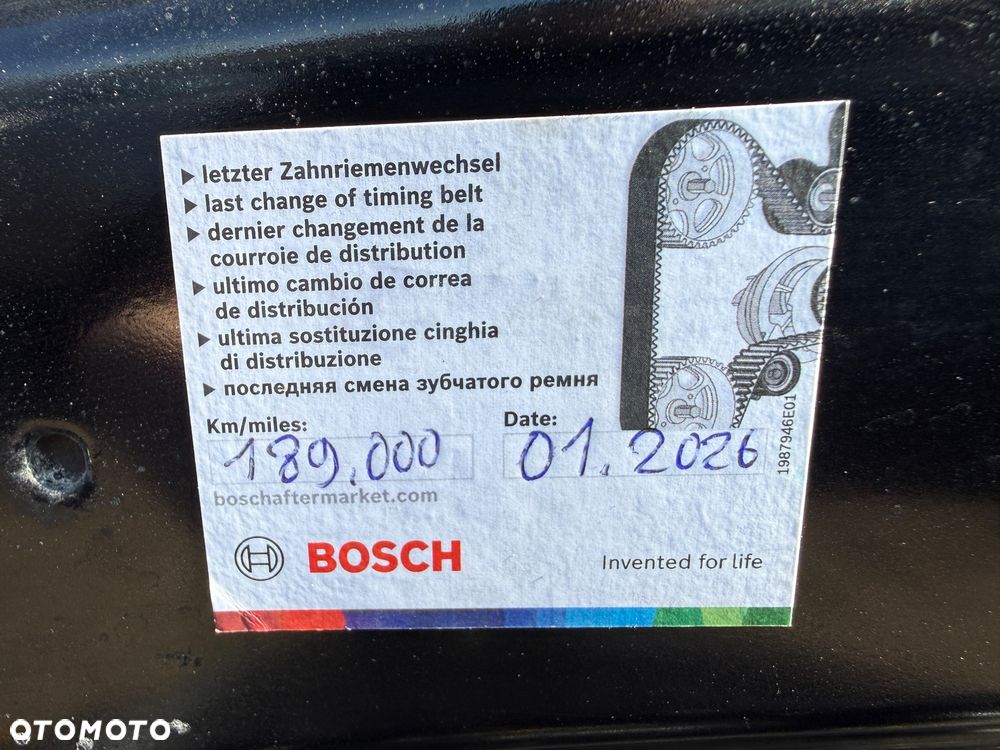 ▶ letzter Zahnriemenwechsel
▶ last change of timing belt
▶ dernier changement de la
courroie de distribution
▶ ultimo cambio de correa
de distribución
▶ ultima sostituzione cinghia
di distribuzione
▶ последняя смена зубчатого ремня
Km/miles: Date:
189.000 01.2026
boschaftermarket.com
1987946E01
BOSCH
Invented for life
OTOMOTO